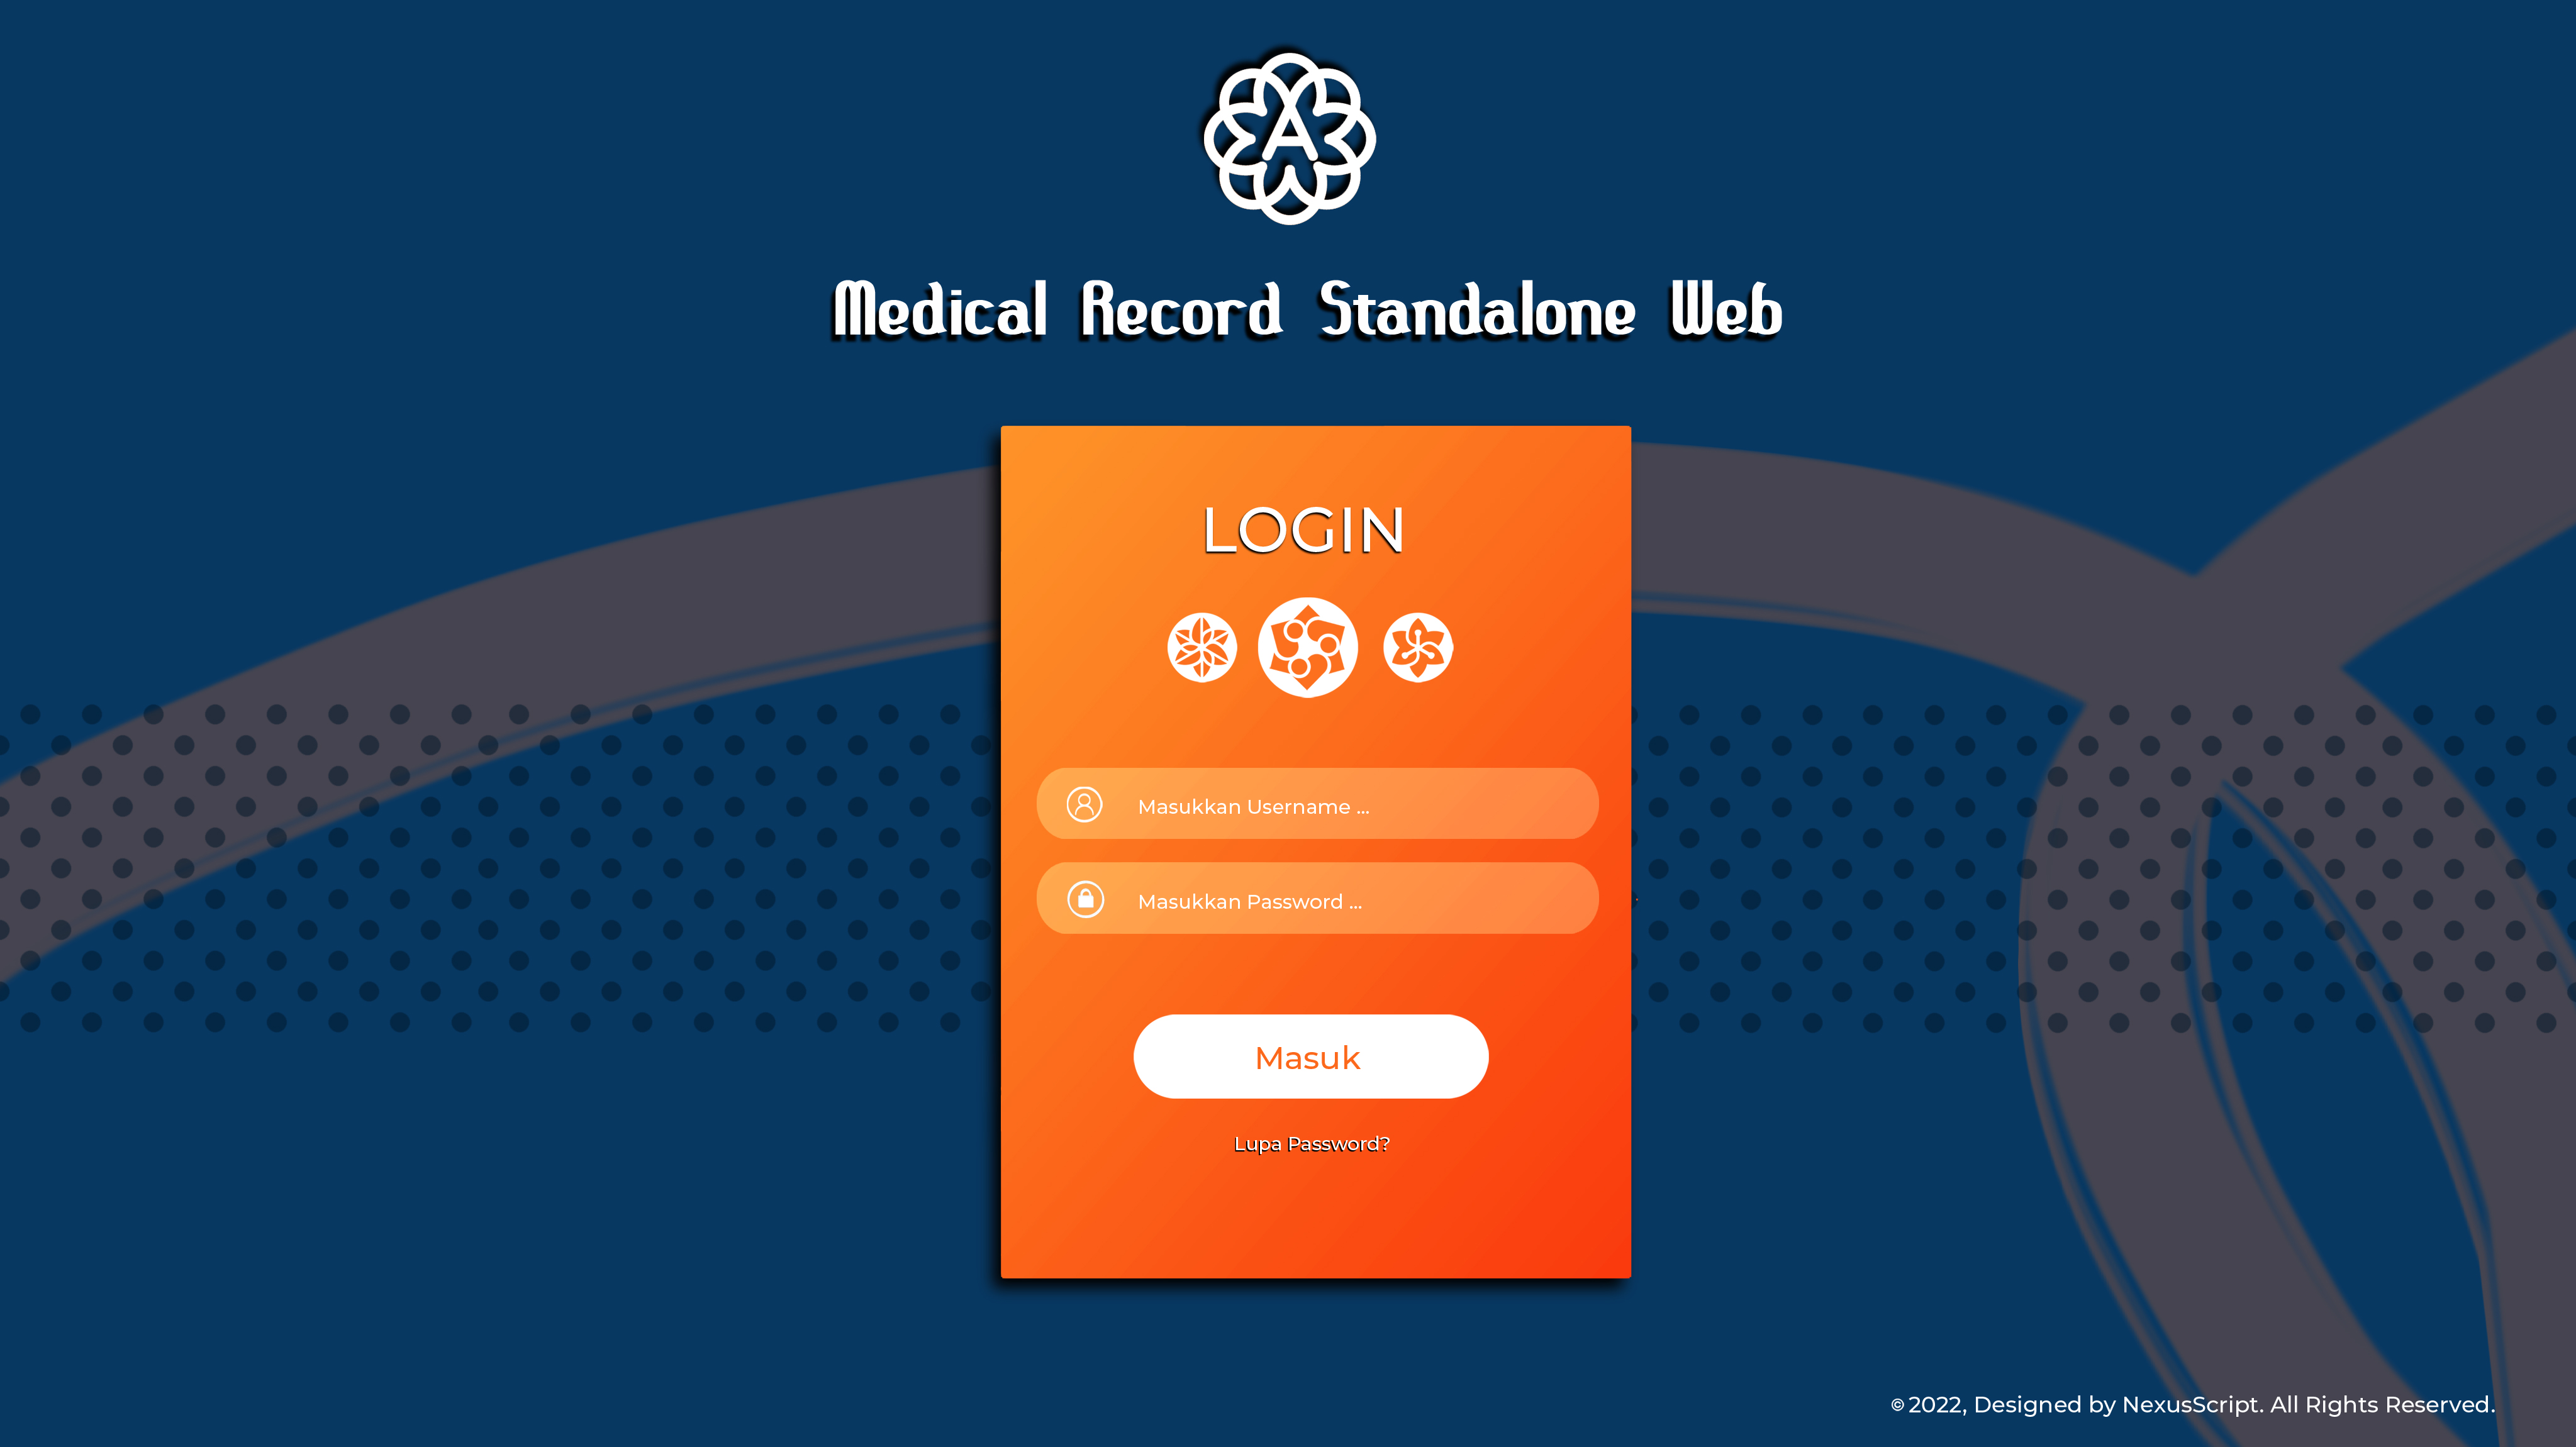 A
Medical Record Standalone Web
LOGIN
Masukkan Username ...
Masukkan Password ...
Masuk
Lupa Password?
© 2022, Designed by NexusScript. All Rights Reserved.